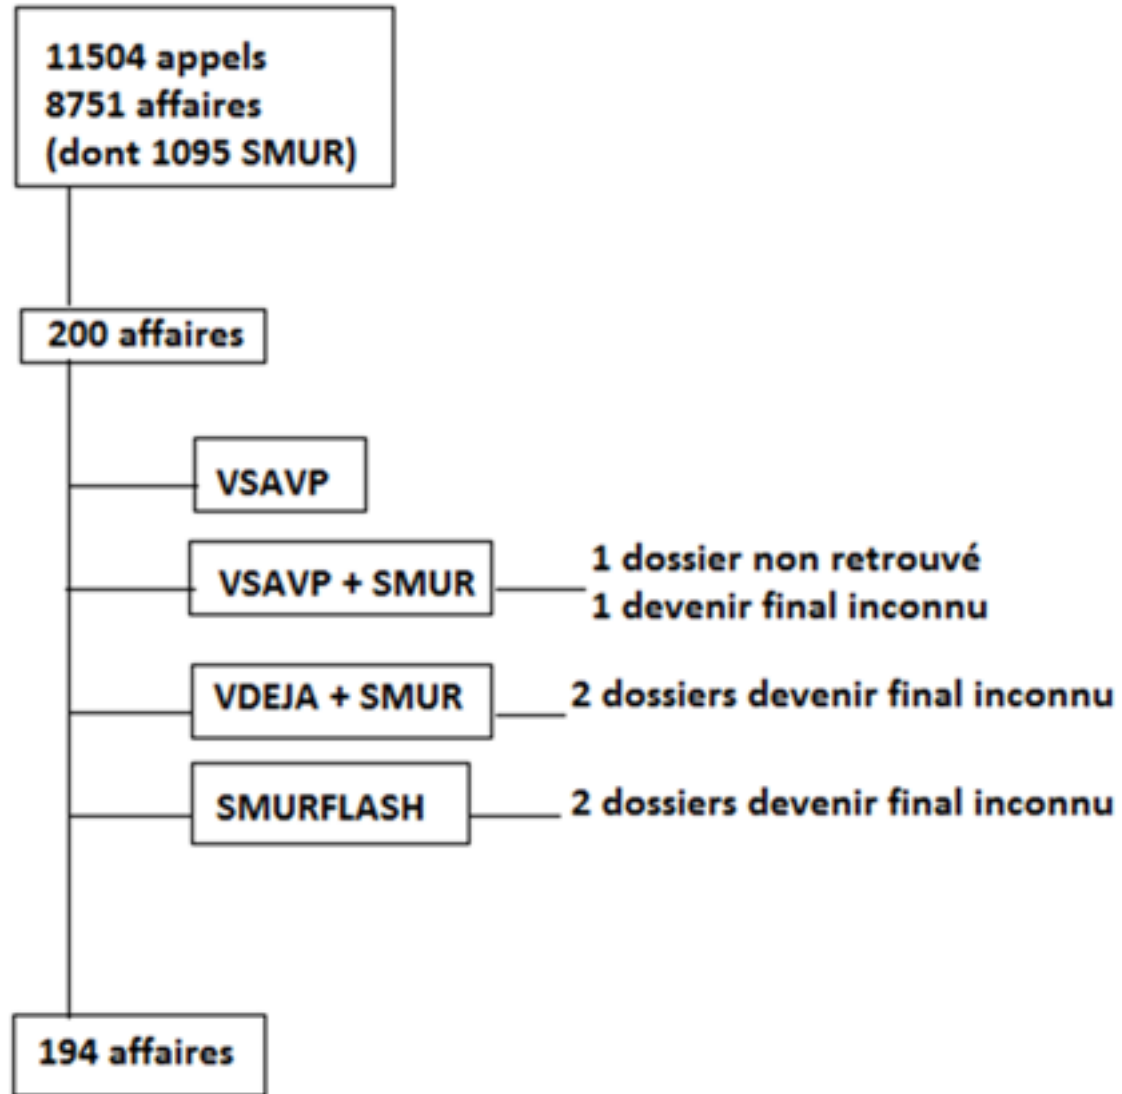 11504 appels
8751 affaires
(dont 1095 SMUR)
200 affaires
VSAVP
VSAVP + SMUR
1 dossier non retrouvé
1 devenir final inconnu
VDEJA + SMUR
2 dossiers devenir final inconnu
SMURFLASH
2 dossiers devenir final inconnu
194 affaires